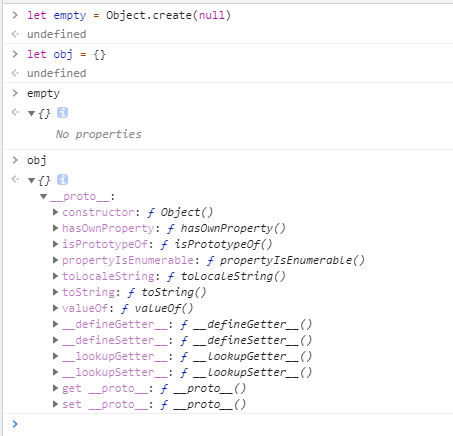 let empty = Object.create(null)
undefined
let obj = {}
undefined
empty
{} i
No properties
obj
{} i
__proto__:
constructor: ƒ Object()
hasOwnProperty: ƒ hasOwnProperty()
isPrototypeOf: ƒ isPrototypeOf()
propertyIsEnumerable: ƒ propertyIsEnumerable()
toLocaleString: ƒ toLocaleString()
toString: ƒ toString()
valueOf: ƒ valueOf()
__defineGetter__: ƒ __defineGetter__()
__defineSetter__: ƒ __defineSetter__()
__lookupGetter__: ƒ __lookupGetter__()
__lookupSetter__: ƒ __lookupSetter__()
get __proto__: ƒ __proto__()
set __proto__: ƒ __proto__()